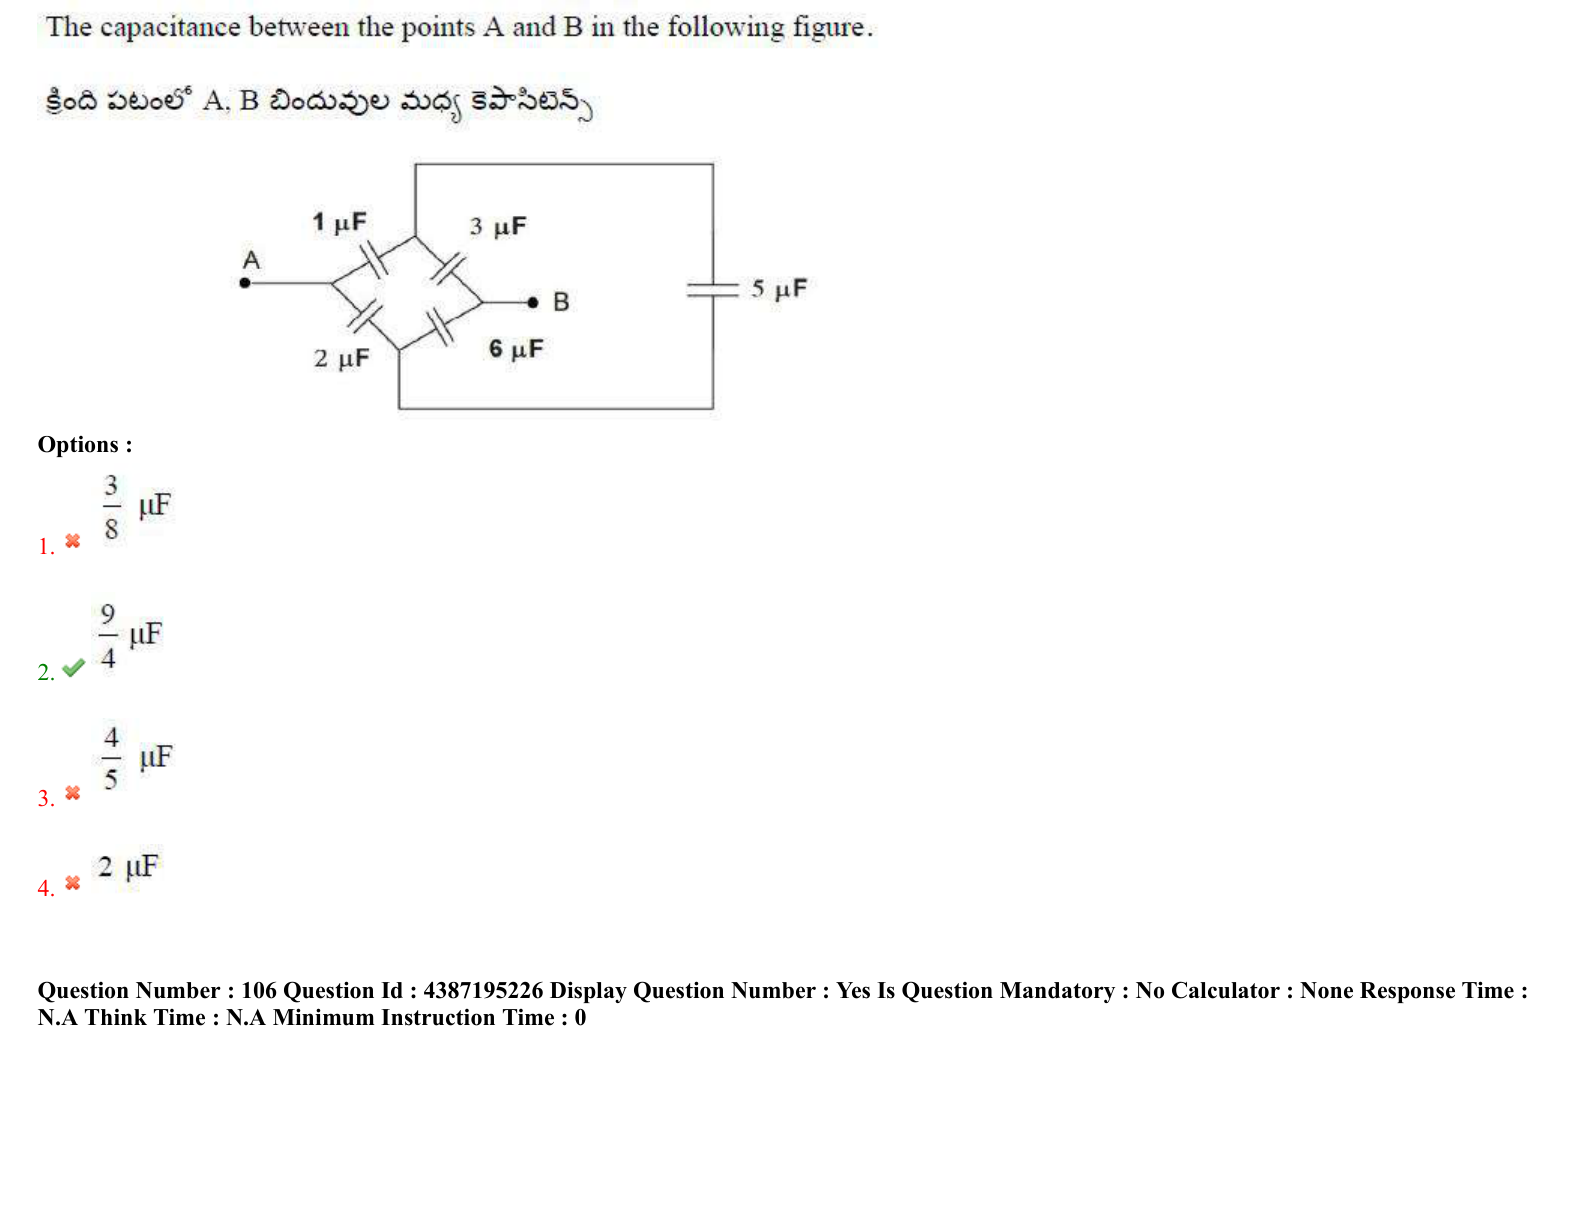 The capacitance between the points A and B in the following figure.
క్రింది పటంలో A, B బిందువుల మధ్య కెపాసిటెన్స్
1 μF
3 μF
A
5 μF
B
2 μF
6 μF
Options :
1. 3/8 μF
2. 9/4 μF
3. 4/5 μF
4. 2 μF
Question Number : 106 Question Id : 4387195226 Display Question Number : Yes Is Question Mandatory : No Calculator : None Response Time :
N.A Think Time : N.A Minimum Instruction Time : 0